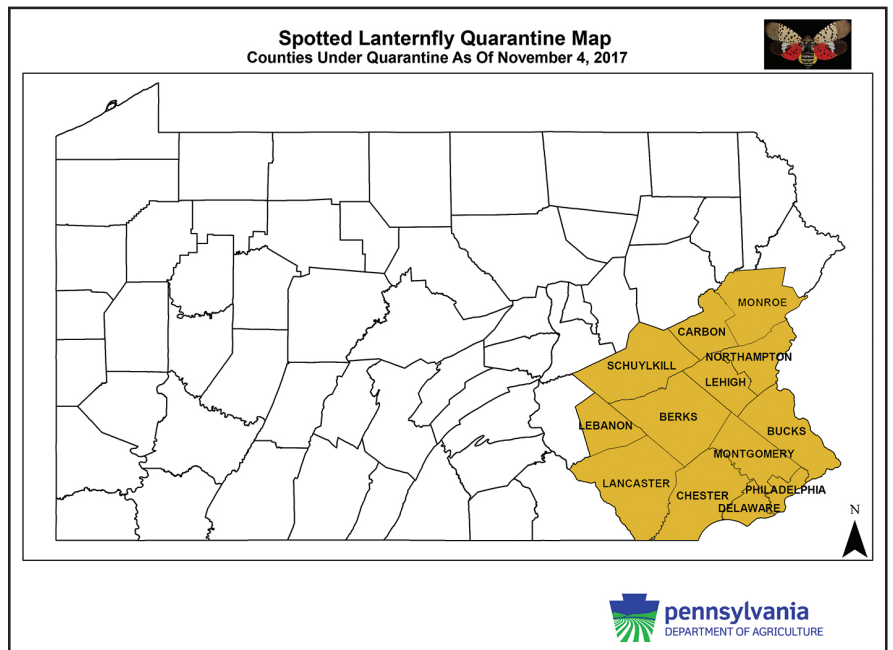 Spotted Lanternfly Quarantine Map
Counties Under Quarantine As Of November 4, 2017
MONROE
CARBON
NORTHAMPTON
SCHUYLKILL
LEHIGH
BERKS
LEBANON
BUCKS
MONTGOMERY
LANCASTER
PHILADELPHIA
CHESTER
DELAWARE
N
pennsylvania
DEPARTMENT OF AGRICULTURE